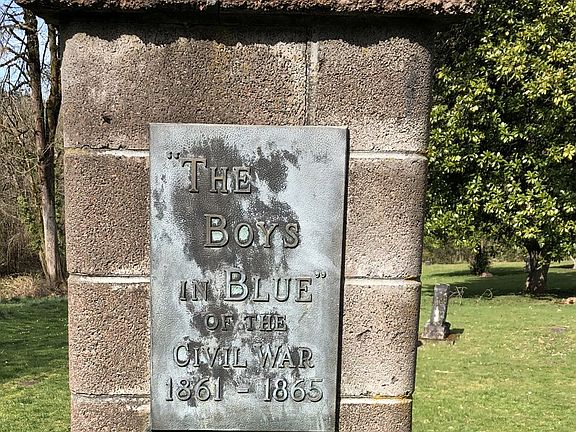 "THE
BOYS
IN BLUE"
OF THE
CIVIL WAR
1861 - 1865